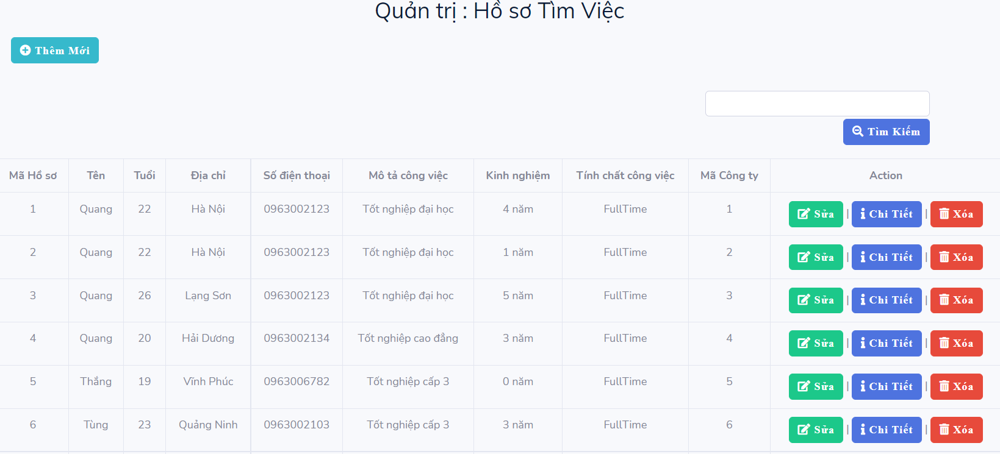 Quản trị : Hồ sơ Tìm Việc
Thêm Mới
Tìm Kiếm
Mã Hồ sơ Tên Tuổi Địa chỉ Số điện thoại Mô tả công việc Kinh nghiệm Tính chất công việc Mã Công ty Action
1 Quang 22 Hà Nội 0963002123 Tốt nghiệp đại học 4 năm FullTime 1 Sửa | Chi Tiết | Xóa
2 Quang 22 Hà Nội 0963002123 Tốt nghiệp đại học 1 năm FullTime 2 Sửa | Chi Tiết | Xóa
3 Quang 26 Lạng Sơn 0963002123 Tốt nghiệp đại học 5 năm FullTime 3 Sửa | Chi Tiết | Xóa
4 Quang 20 Hải Dương 0963002134 Tốt nghiệp cao đẳng 3 năm FullTime 4 Sửa | Chi Tiết | Xóa
5 Thắng 19 Vĩnh Phúc 0963006782 Tốt nghiệp cấp 3 0 năm FullTime 5 Sửa | Chi Tiết | Xóa
6 Tùng 23 Quảng Ninh 0963002103 Tốt nghiệp cấp 3 3 năm FullTime 6 Sửa | Chi Tiết | Xóa